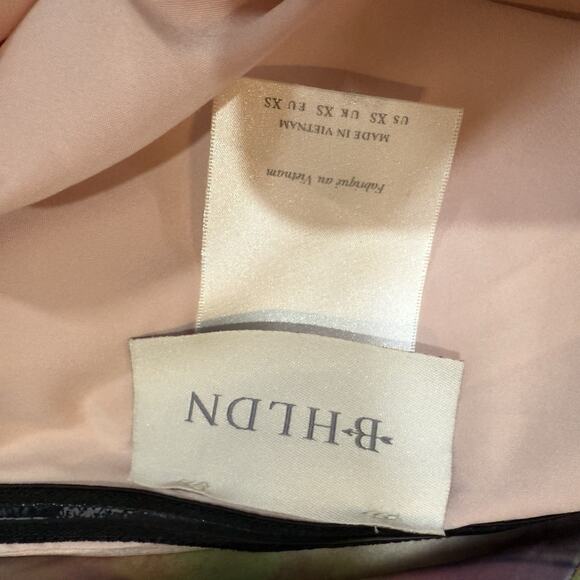 BHLDN
US XS UK XS EU XS
MADE IN VIETNAM
Fabriqué au Vietnam